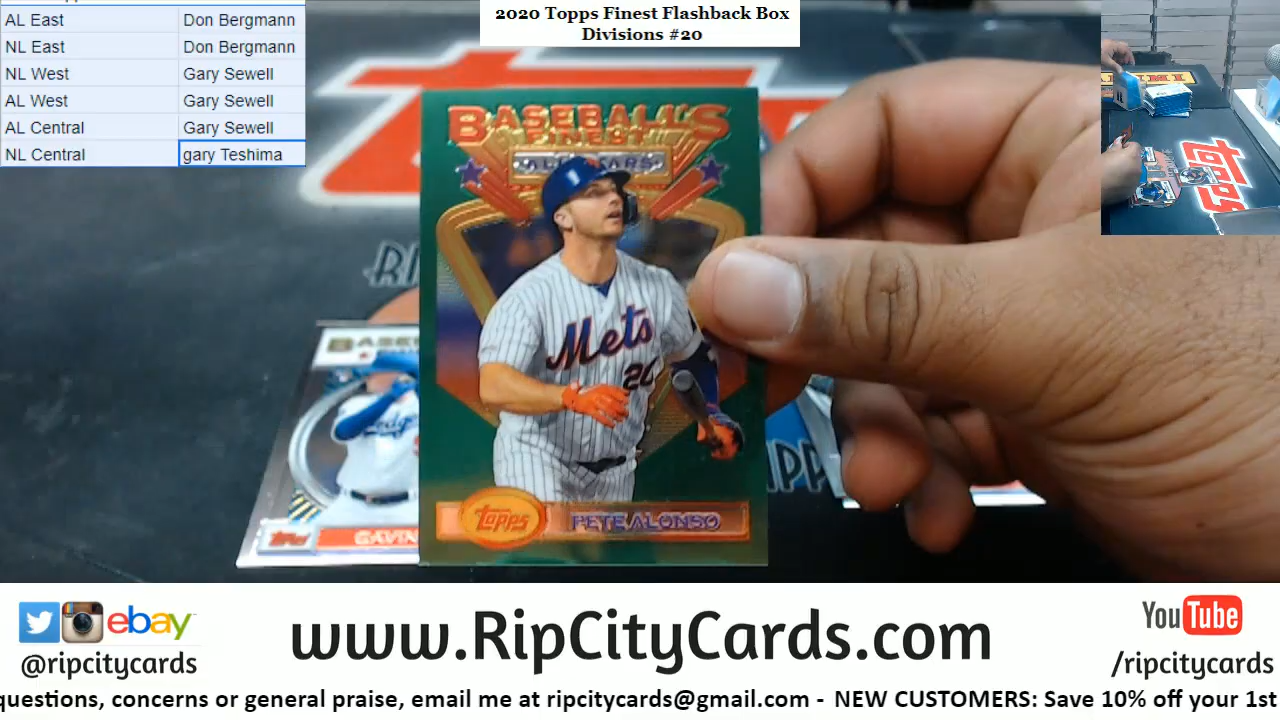 AL East Don Bergmann
NL East Don Bergmann
NL West Gary Sewell
AL West Gary Sewell
AL Central Gary Sewell
NL Central gary Teshima
2020 Topps Finest Flashback Box
Divisions #20
BASEBALL'S
FINEST
ALL STARS
Mets
20
Topps
PETE ALONSO
Topps
GAVIN
ebay
@ripcitycards
www.RipCityCards.com
YouTube
/ripcitycards
questions, concerns or general praise, email me at ripcitycards@gmail.com - NEW CUSTOMERS: Save 10% off your 1st